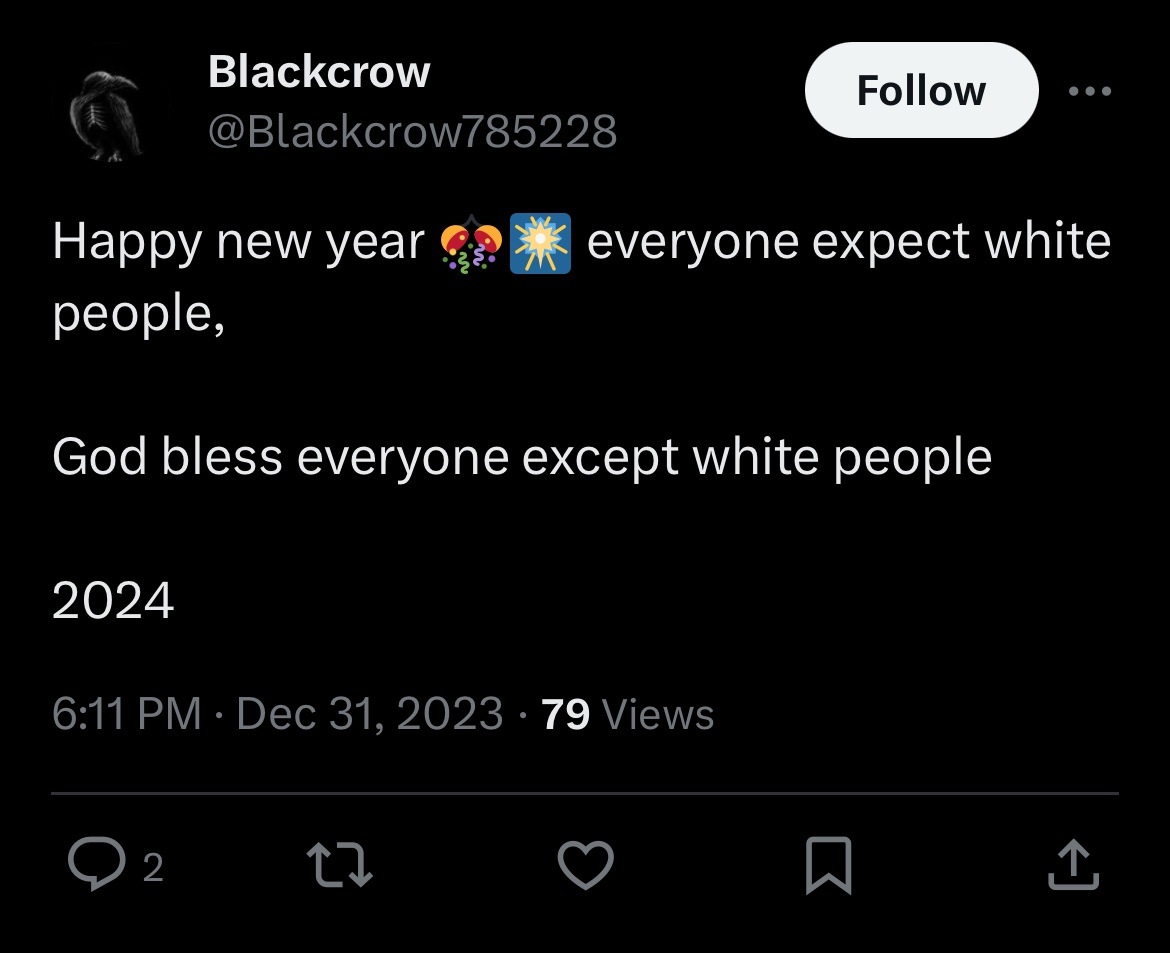 Blackcrow
@Blackcrow785228
Follow
Happy new year 🎊🎇 everyone expect white
people,
God bless everyone except white people
2024
6:11 PM · Dec 31, 2023 · 79 Views
2